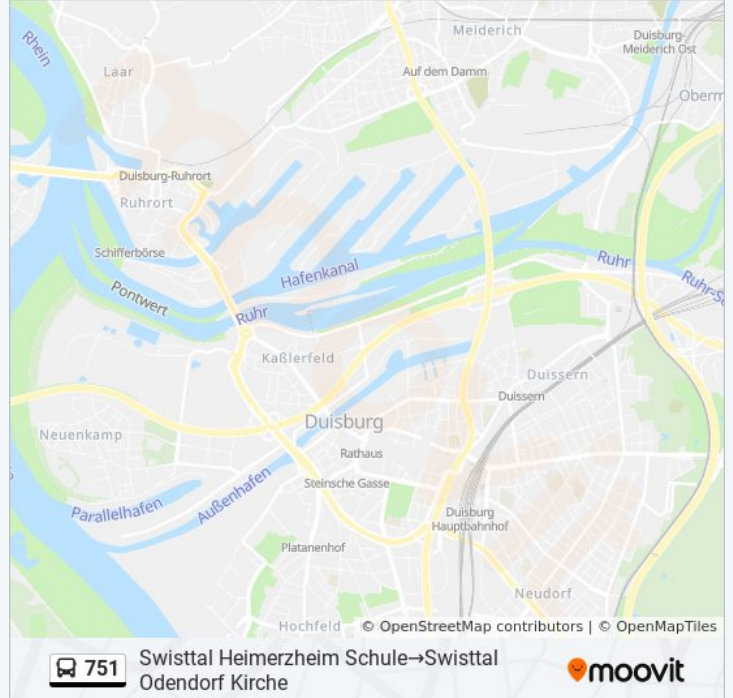 Rhein
Meiderich
Duisburg-
Meiderich Ost
Laar
Auf dem Damm
Oberm
Duisburg-Ruhrort
Ruhrort
Schifferbörse
Hafenkanal
Ruhr
Ruhr-S
Pontwert
Ruhr
Kaßlerfeld
Duissern
Duissern
Duisburg
Neuenkamp
Rathaus
Steinsche Gasse
Außenhafen
Parallelhafen
Duisburg
Hauptbahnhof
Platanenhof
Neudorf
Hochfeld
© OpenStreetMap contributors | © OpenMapTiles
751
Swisttal Heimerzheim Schule→Swisttal
Odendorf Kirche
moovit